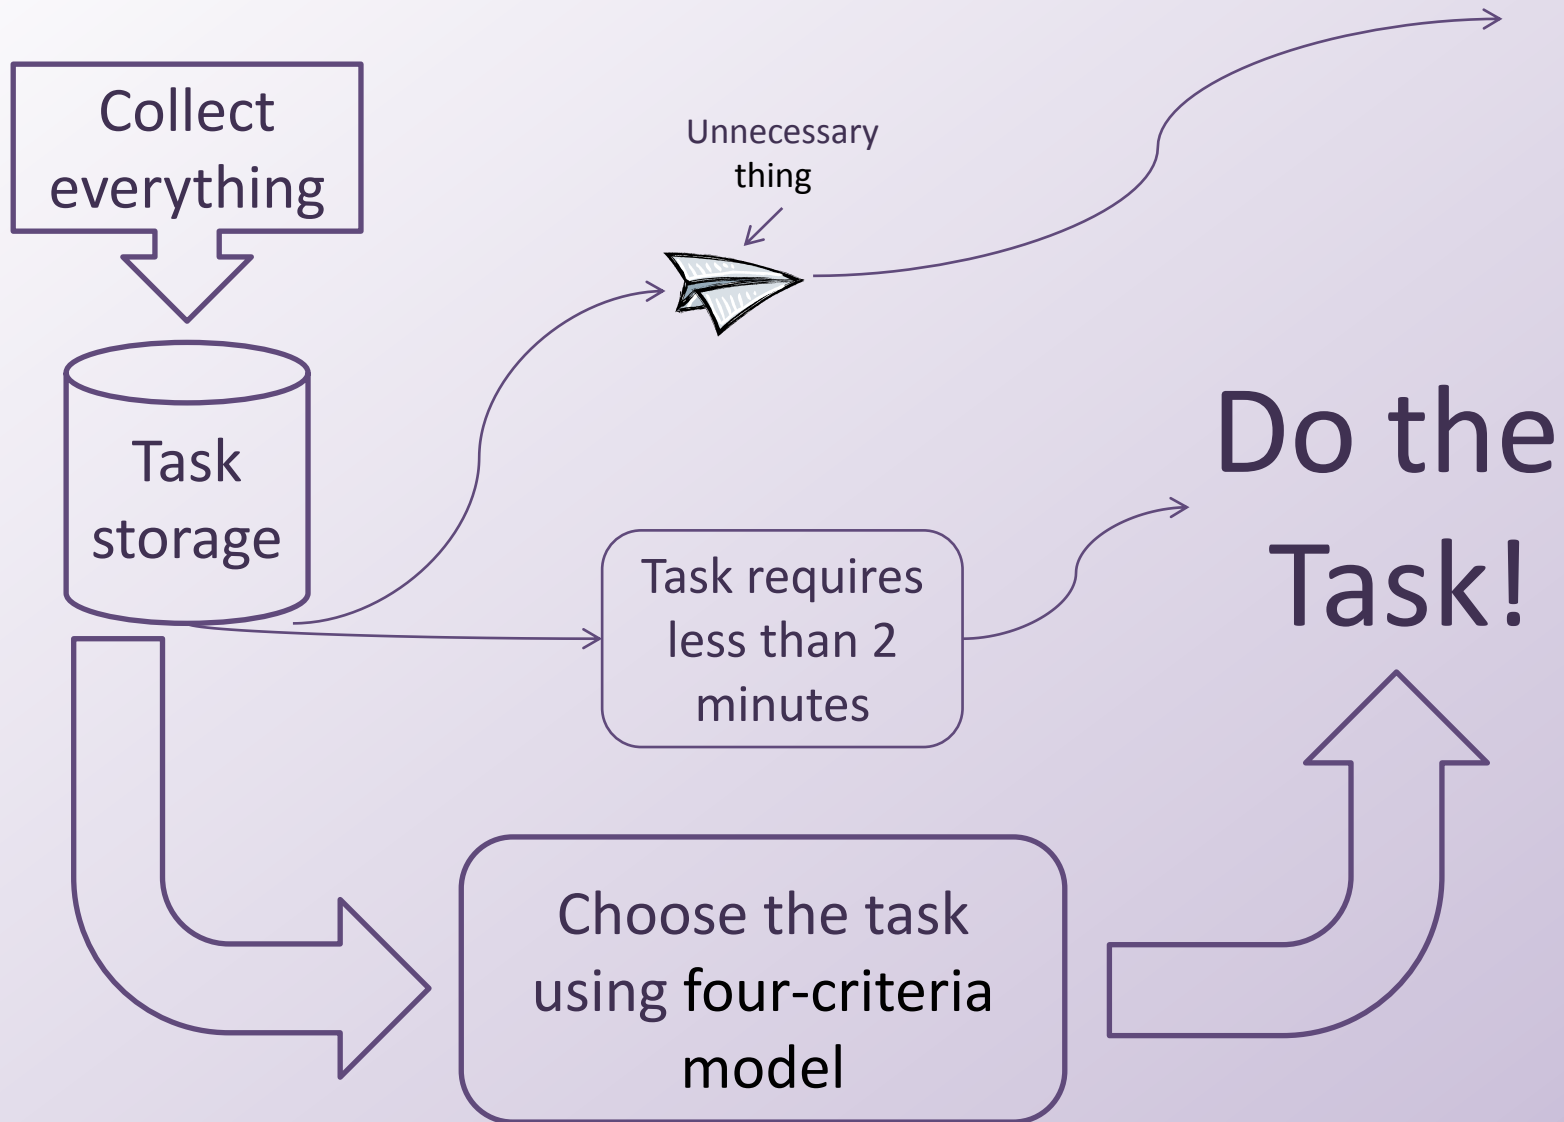 Collect
everything
Unnecessary
thing
Task
storage
Do the
Task!
Task requires
less than 2
minutes
Choose the task
using four-criteria
model